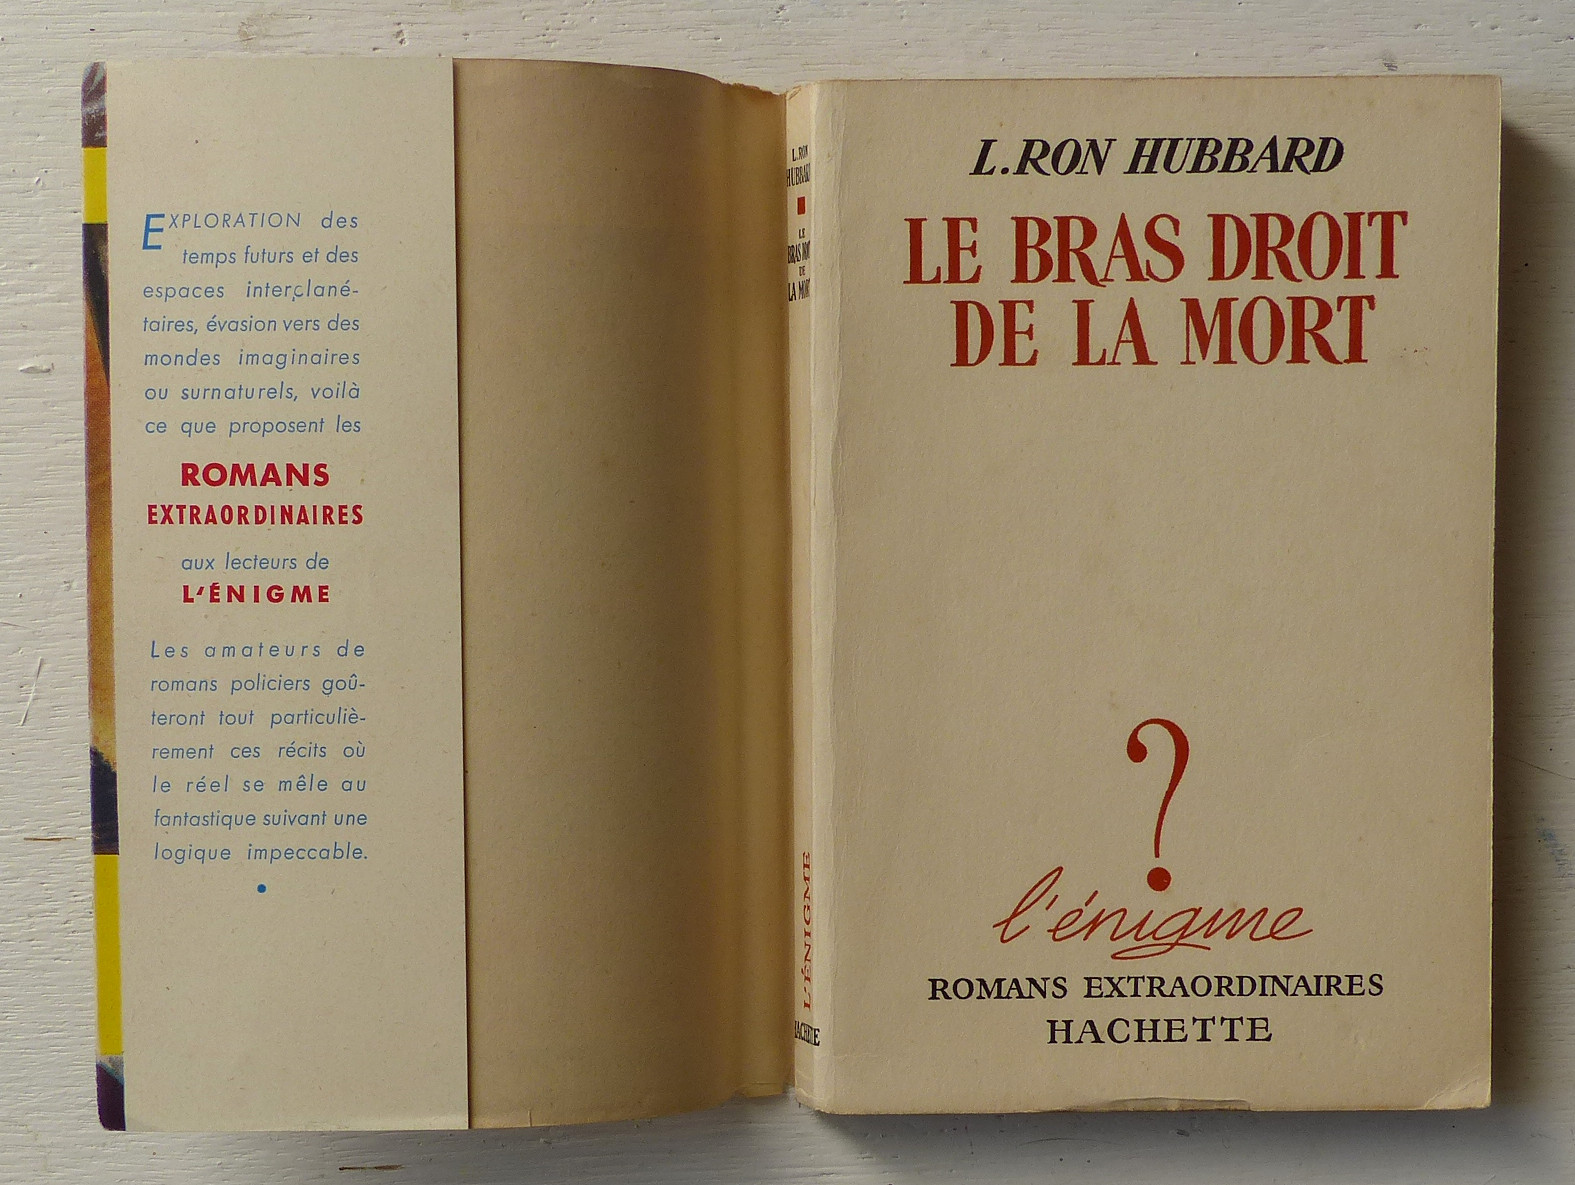 EXPLORATION des
temps futurs et des
espaces interplané-
taires, évasion vers des
mondes imaginaires
ou surnaturels, voilà
ce que proposent les
ROMANS
EXTRAORDINAIRES
aux lecteurs de
L'ÉNIGME
Les amateurs de
romans policiers goû-
teront tout particuliè-
rement ces récits où
le réel se mêle au
fantastique suivant une
logique impeccable.
L. RON
HUBBARD
LE
BRAS DROIT
DE
LA MORT
L'ÉNIGME
HACHETTE
L. RON HUBBARD
LE BRAS DROIT
DE LA MORT
?
l'énigme
ROMANS EXTRAORDINAIRES
HACHETTE